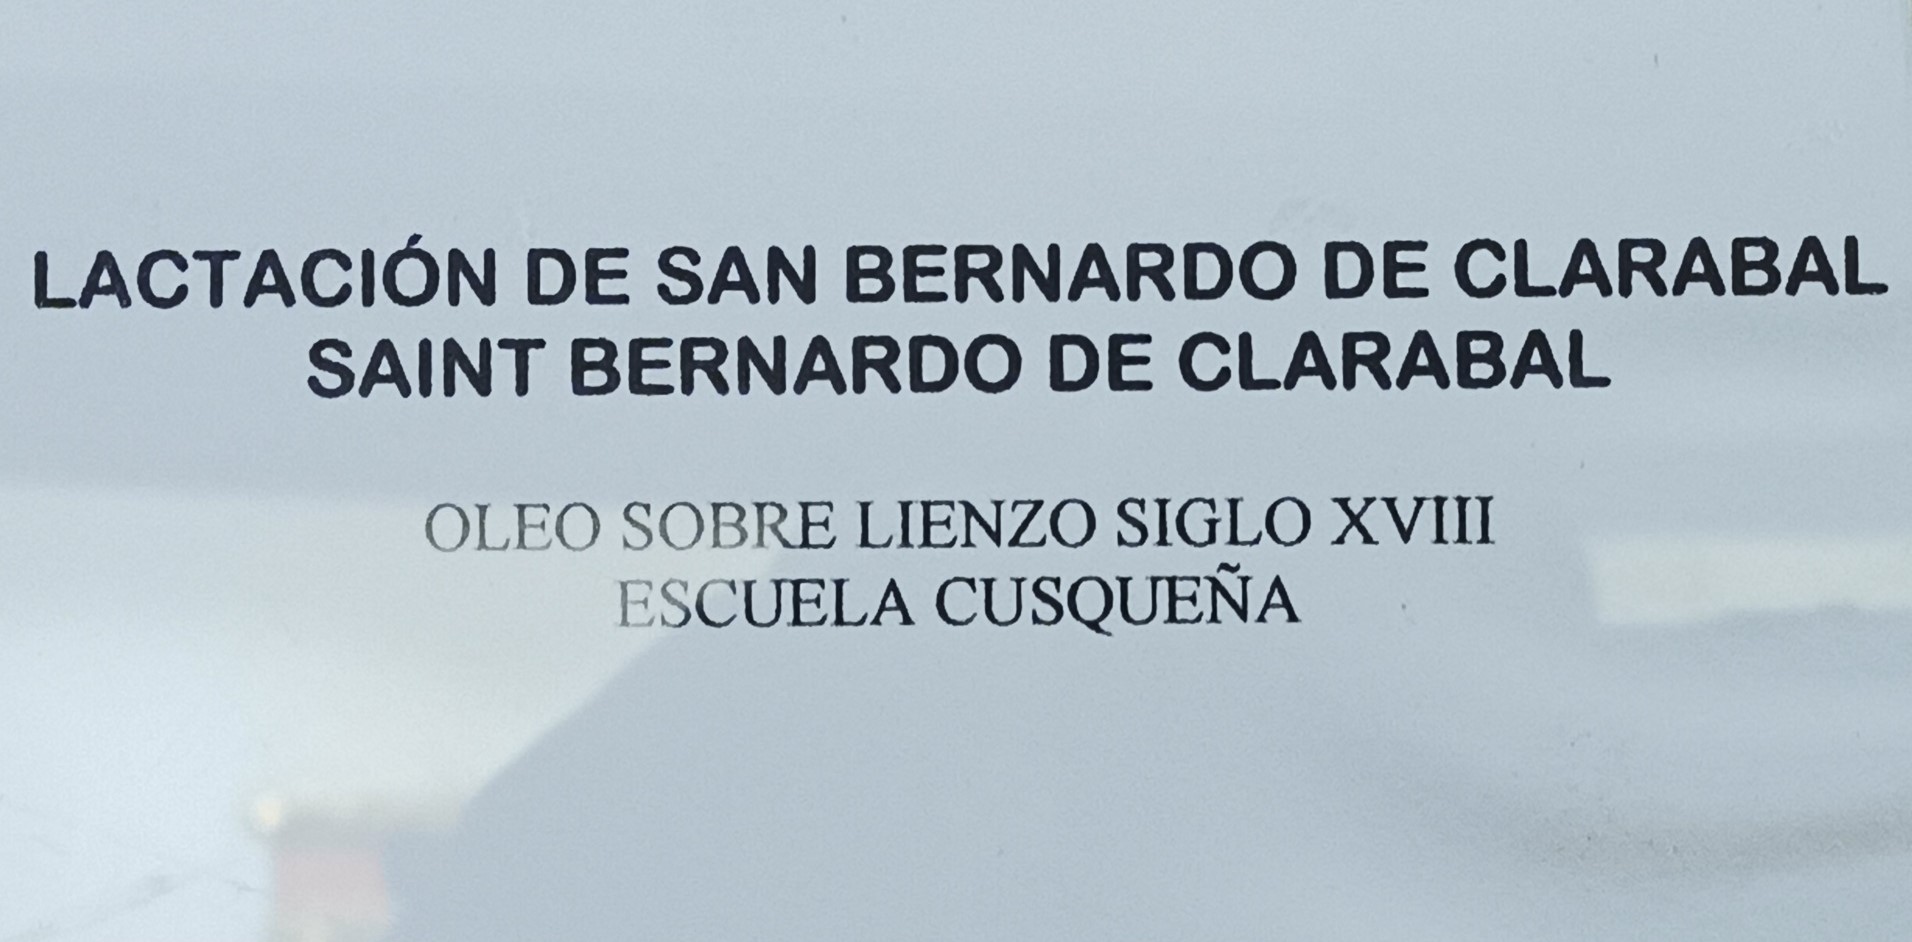 LACTACIÓN DE SAN BERNARDO DE CLARABAL
SAINT BERNARDO DE CLARABAL
OLEO SOBRE LIENZO SIGLO XVIII
ESCUELA CUSQUEÑA